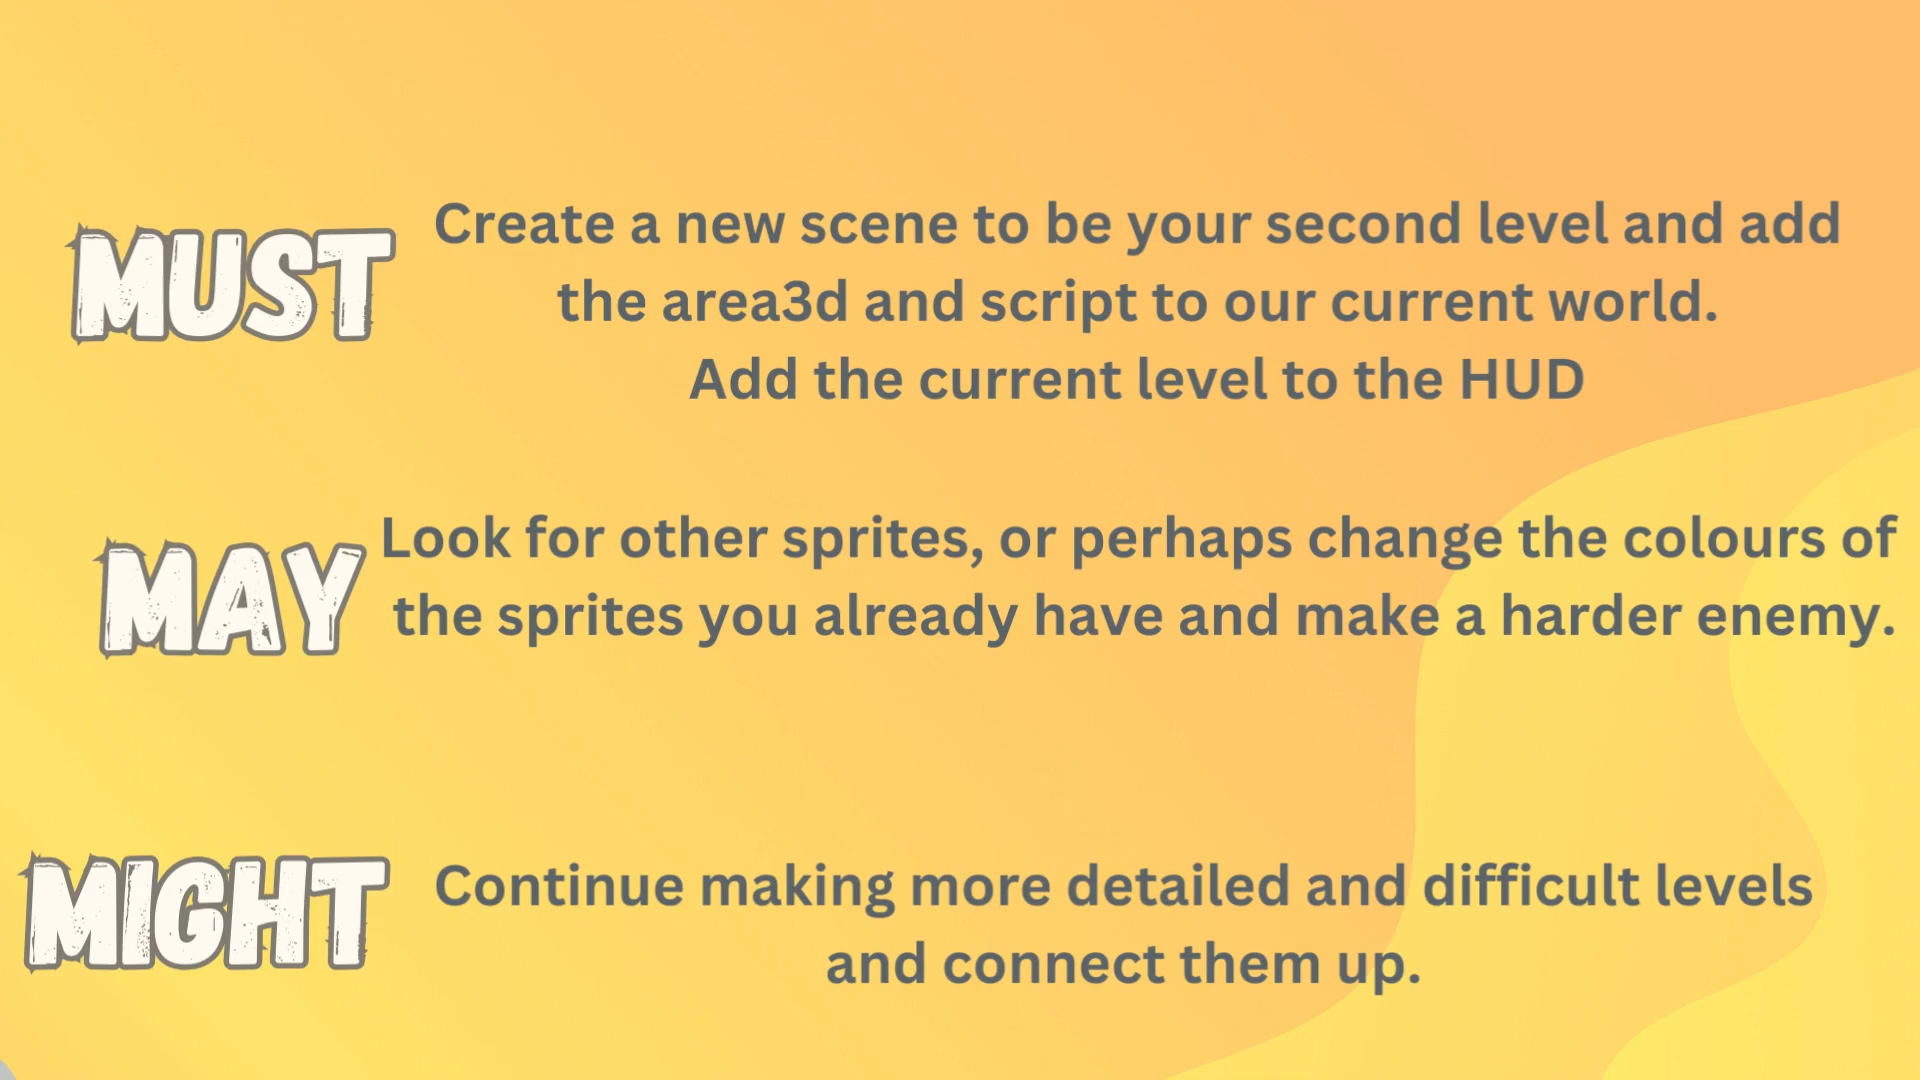 MUST
Create a new scene to be your second level and add
the area3d and script to our current world.
Add the current level to the HUD
MAY
Look for other sprites, or perhaps change the colours of
the sprites you already have and make a harder enemy.
MIGHT
Continue making more detailed and difficult levels
and connect them up.